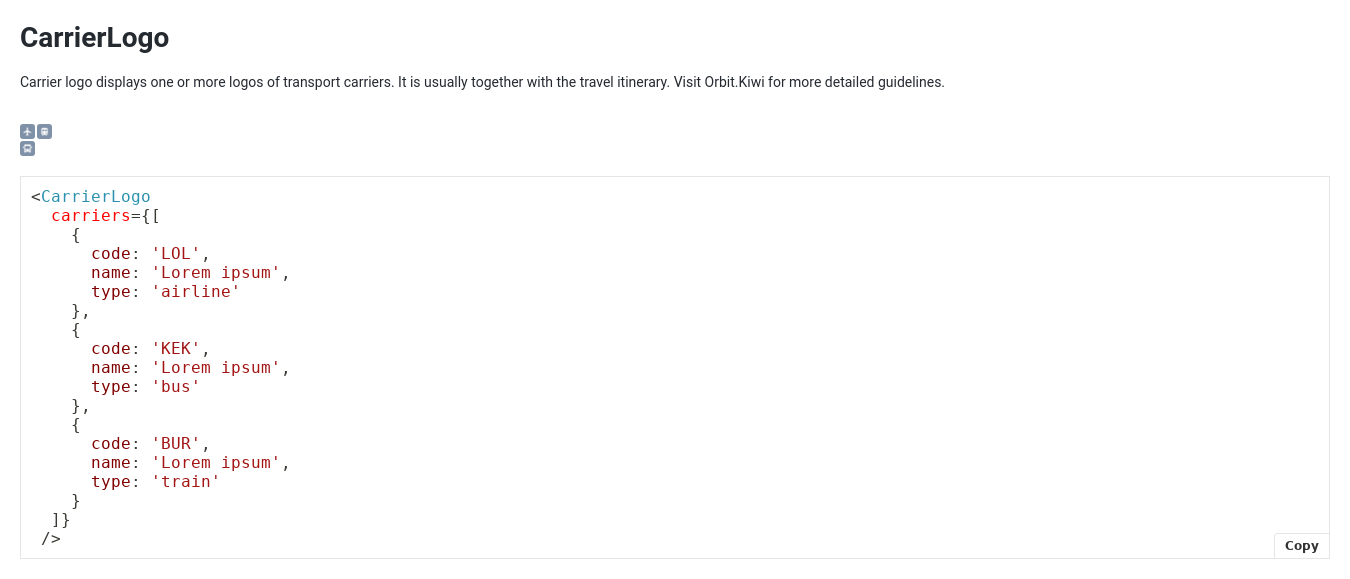 CarrierLogo
Carrier logo displays one or more logos of transport carriers. It is usually together with the travel itinerary. Visit Orbit.Kiwi for more detailed guidelines.
<CarrierLogo
  carriers={[
    {
      code: 'LOL',
      name: 'Lorem ipsum',
      type: 'airline'
    },
    {
      code: 'KEK',
      name: 'Lorem ipsum',
      type: 'bus'
    },
    {
      code: 'BUR',
      name: 'Lorem ipsum',
      type: 'train'
    }
  ]}
 />
Copy